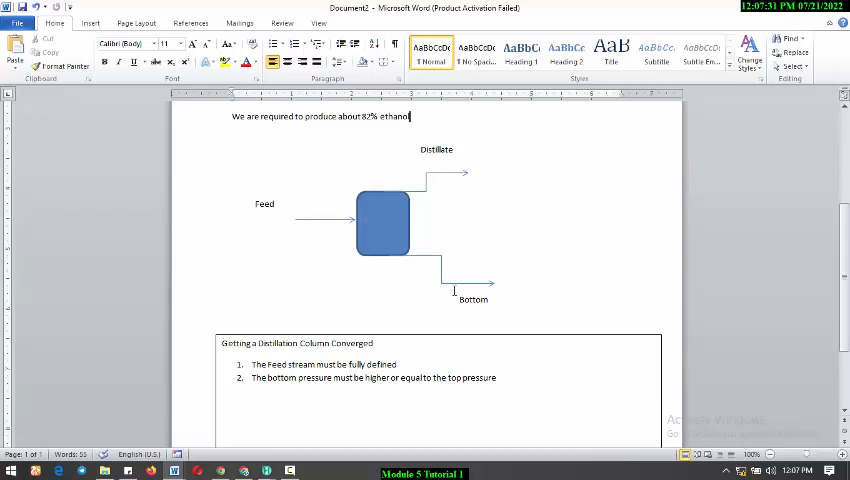 Document2 - Microsoft Word (Product Activation Failed)
12:07:31 PM 07/21/2022
File Home Insert Page Layout References Mailings Review View
Cut
Copy
Format Painter
Paste
Clipboard
Calibri (Body) 11
Font
Paragraph
AaBbCcDc AaBbCcDc AaBbCc AaBbCc AaB AaBbCcL AaBbCcDc
1 Normal 1 No Spaci... Heading 1 Heading 2 Title Subtitle Subtle Em...
Change Styles
Styles
Find
Replace
Select
Editing
We are required to produce about 82% ethanol
Distillate
Feed
Bottom
Getting a Distillation Column Converged
1. The Feed stream must be fully defined
2. The bottom pressure must be higher or equal to the top pressure
Activate Windows
Page: 1 of 1 Words: 55 English (U.S.) 100%
Module 5 Tutorial 1
12:07 PM